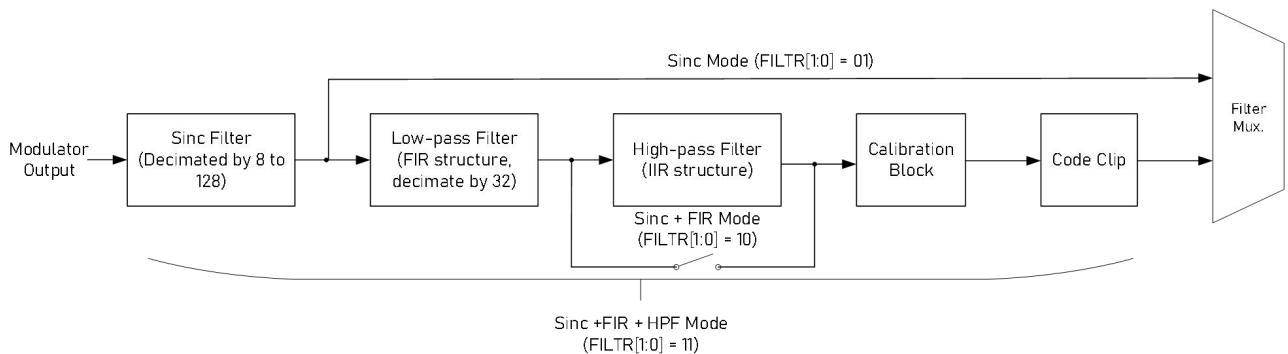 Sinc Mode (FILTR[1:0] = 01)
Modulator
Output
Sinc Filter
(Decimated by 8 to
128)
Low-pass Filter
(FIR structure,
decimate by 32)
High-pass Filter
(IIR structure)
Calibration
Block
Code Clip
Filter
Mux.
Sinc + FIR Mode
(FILTR[1:0] = 10)
Sinc +FIR + HPF Mode
(FILTR[1:0] = 11)